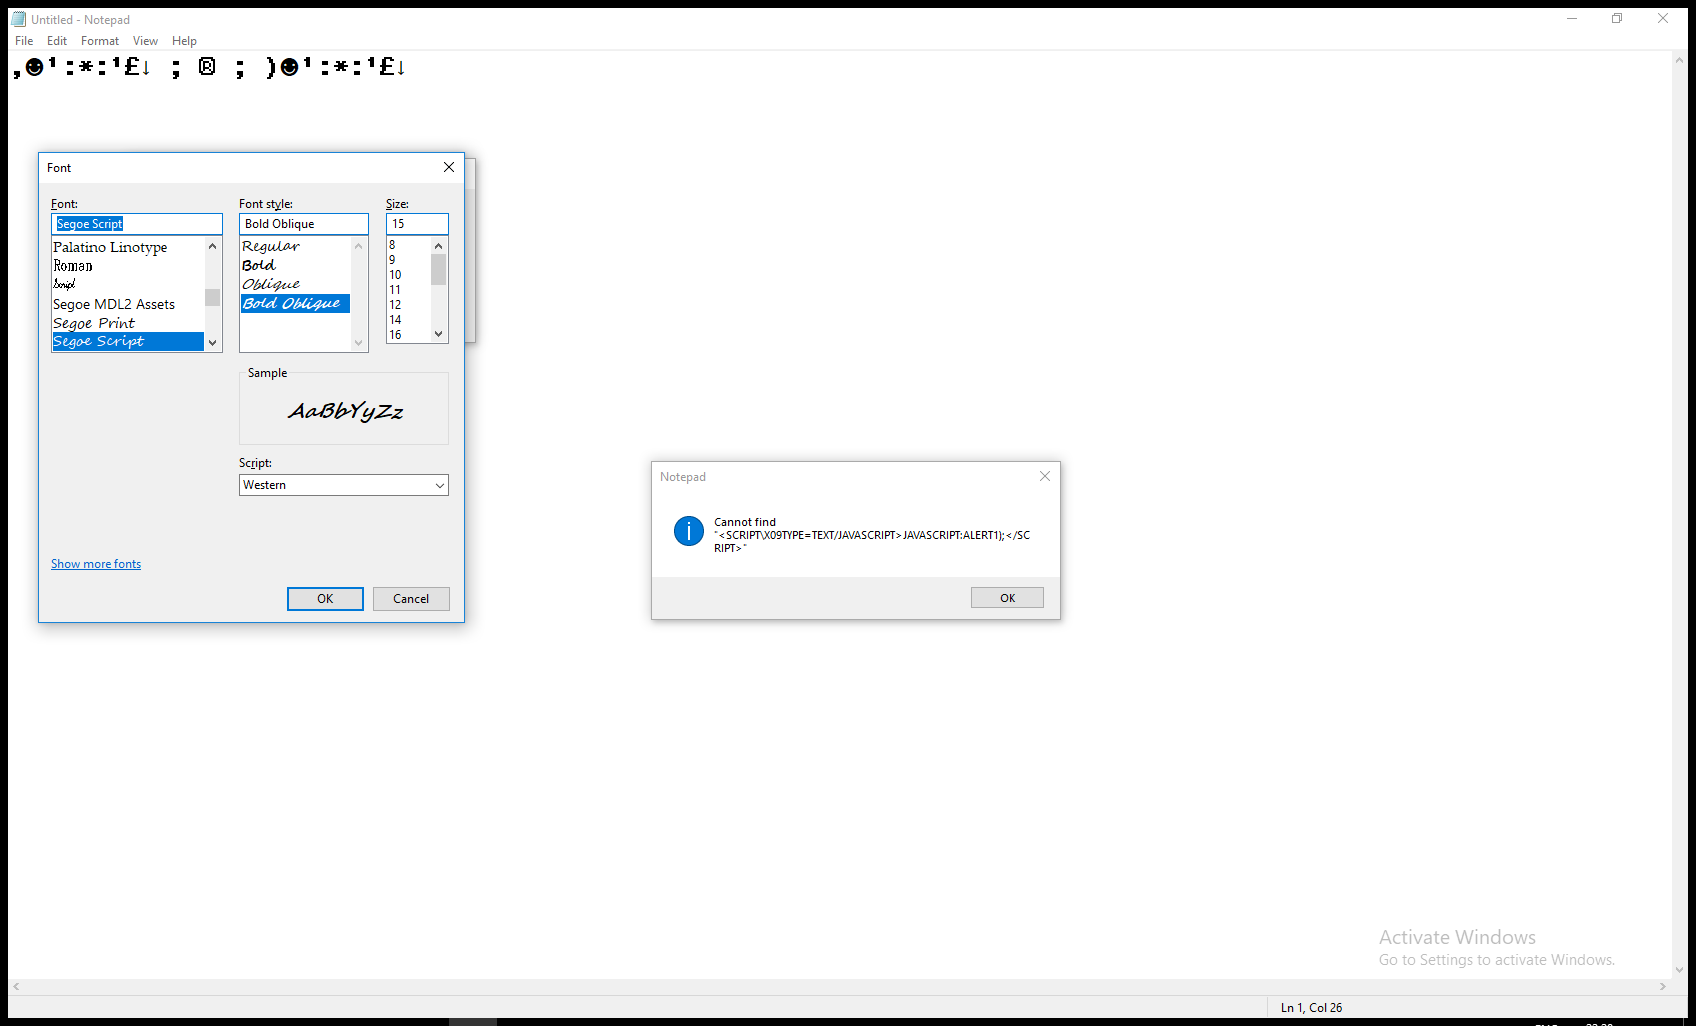 Untitled - Notepad
File Edit Format View Help
,☻¹:*:¹£↓ ; ® ; )☻¹:*:¹£↓
Font
Font:
Segoe Script
Palatino Linotype
Roman
Script
Segoe MDL2 Assets
Segoe Print
Segoe Script
Font style:
Bold Oblique
Regular
Bold
Oblique
Bold Oblique
Size:
15
8
9
10
11
12
14
16
Sample
AaBbYyZz
Script:
Western
Show more fonts
OK Cancel
Notepad
Cannot find
"<SCRIPT\X09TYPE=TEXT/JAVASCRIPT>JAVASCRIPT:ALERT1);</SC
RIPT>"
OK
Activate Windows
Go to Settings to activate Windows.
Ln 1, Col 26